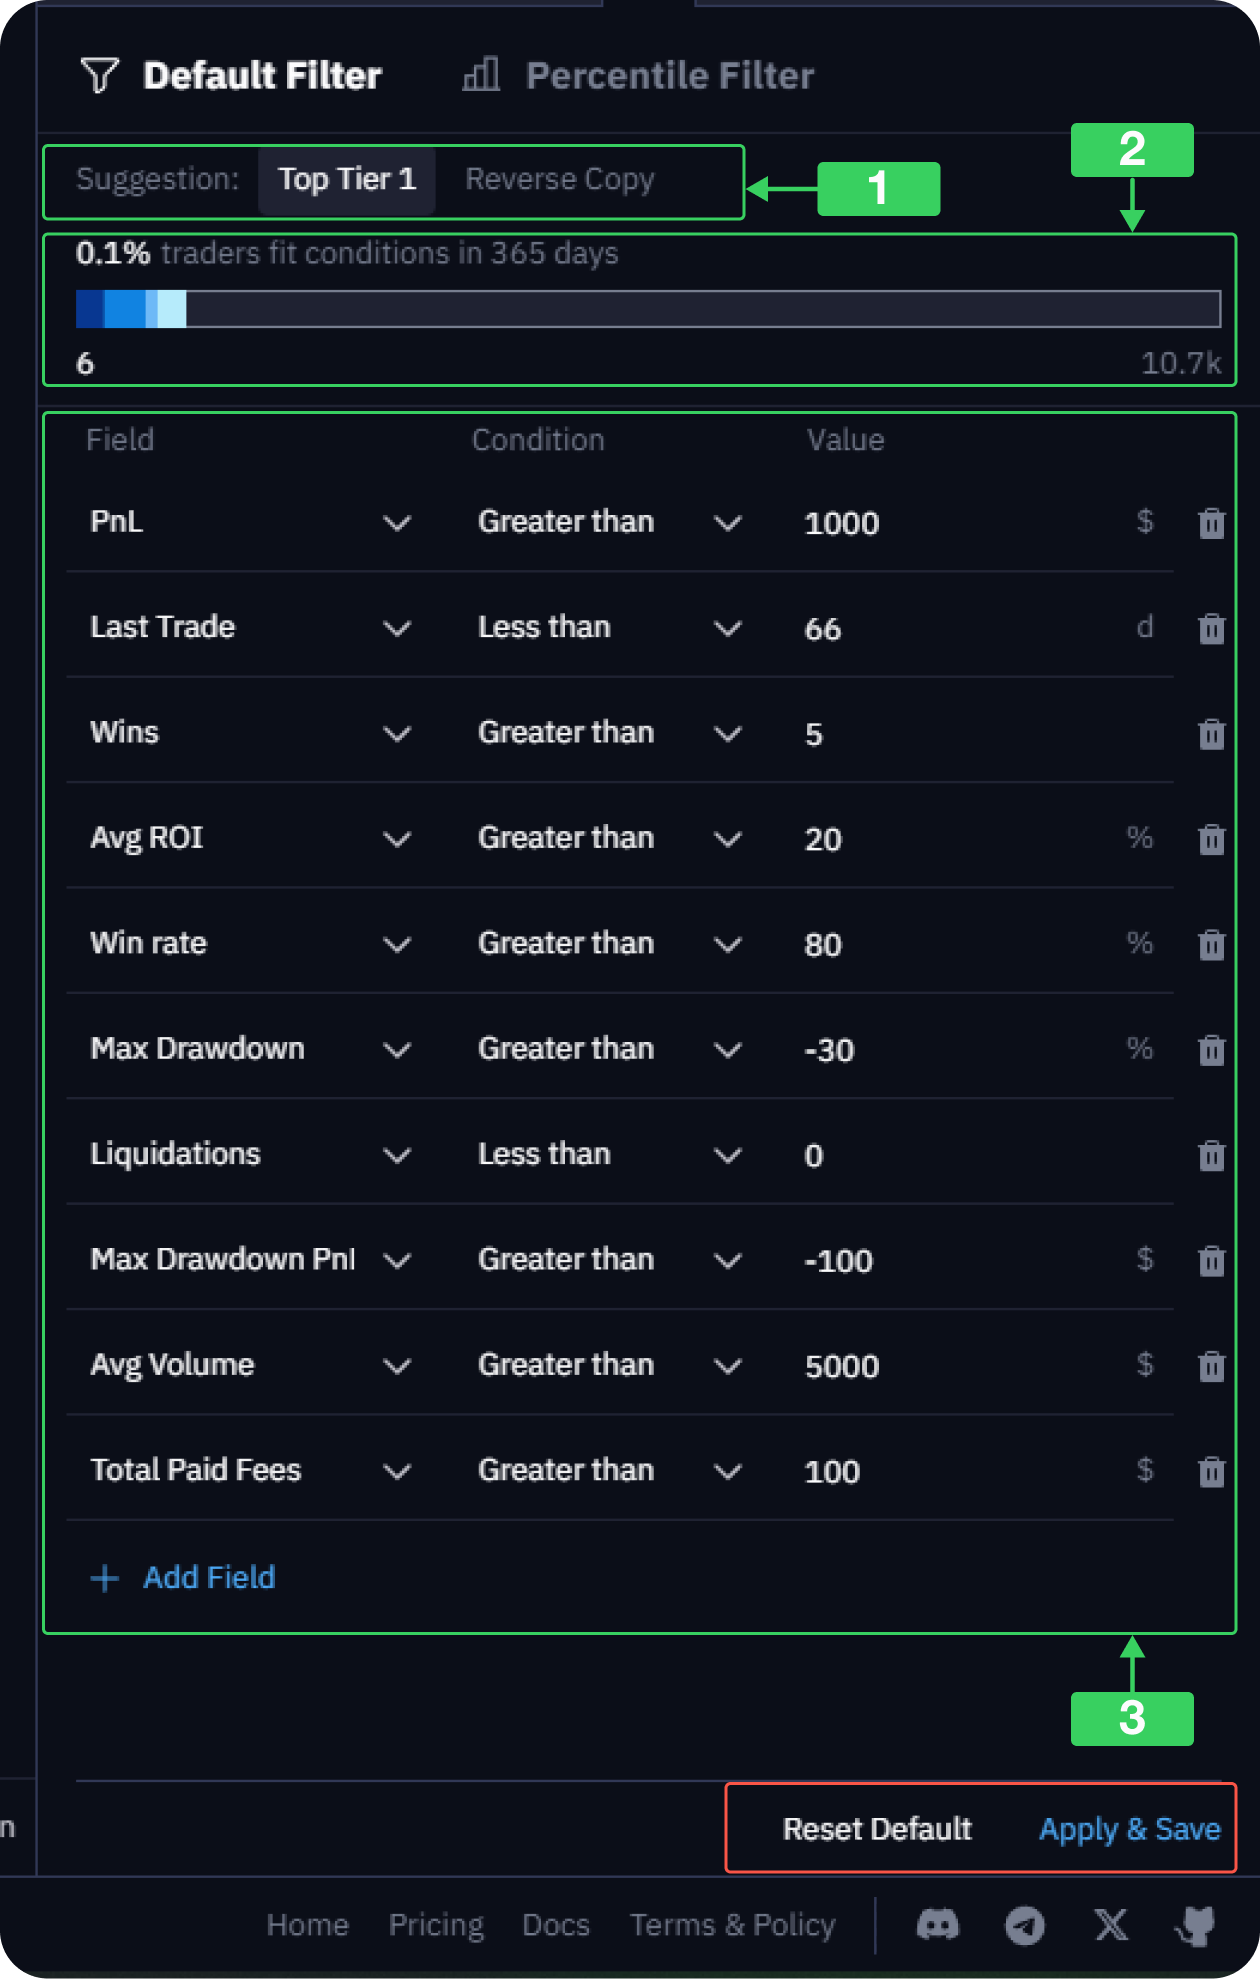 Default Filter Percentile Filter
2
Suggestion: Top Tier 1 Reverse Copy
1
0.1% traders fit conditions in 365 days
6 10.7k
Field Condition Value
PnL Greater than 1000 $
Last Trade Less than 66 d
Wins Greater than 5
Avg ROI Greater than 20 %
Win rate Greater than 80 %
Max Drawdown Greater than -30 %
Liquidations Less than 0
Max Drawdown Pnl Greater than -100 $
Avg Volume Greater than 5000 $
Total Paid Fees Greater than 100 $
+ Add Field
3
n Reset Default Apply & Save
Home Pricing Docs Terms & Policy